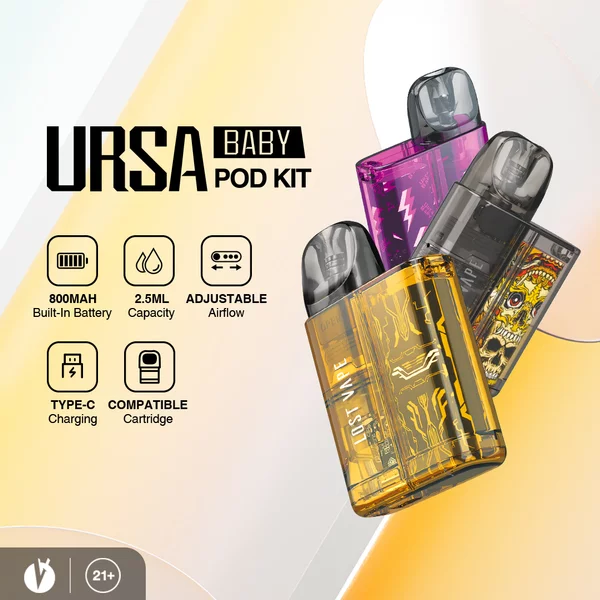 URSA BABY
POD KIT
800MAH
Built-In Battery
2.5ML
Capacity
ADJUSTABLE
Airflow
TYPE-C
Charging
COMPATIBLE
Cartridge
LOST VAPE
VAPE
21+